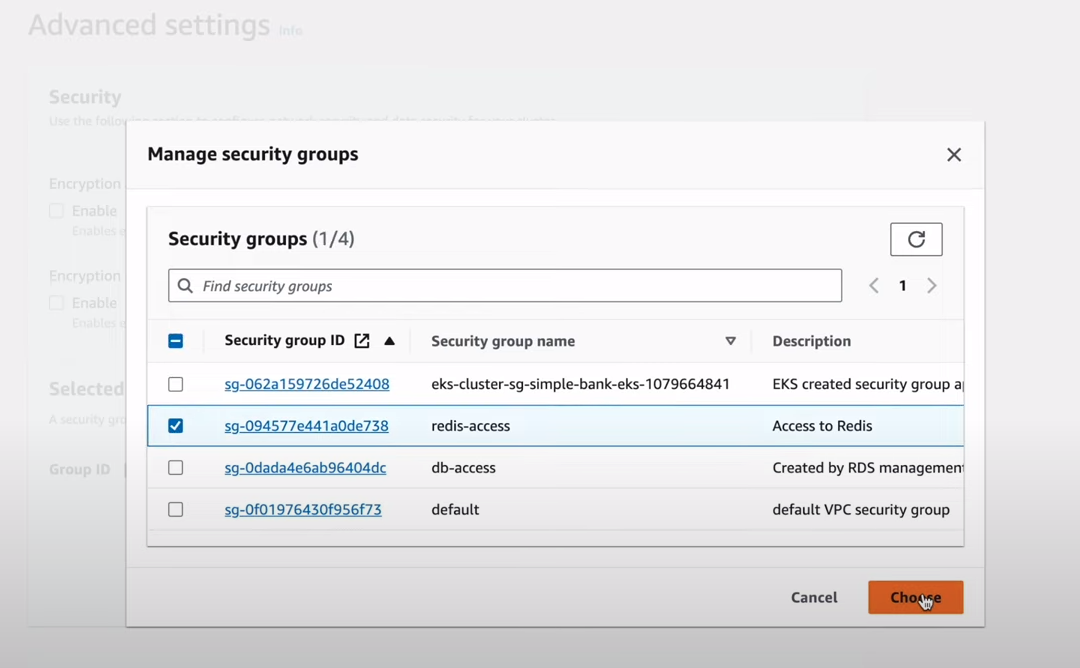 Advanced settings Info
Security
Use the following section to configure network security and data security for your cluster.
Manage security groups
Encryption
Enable
Enables
Encryption
Enable
Enables
Selected
A security
Group ID
Security groups (1/4)
Find security groups
1
Security group ID Security group name Description
sg-062a159726de52408 eks-cluster-sg-simple-bank-eks-1079664841 EKS created security group
sg-094577e441a0de738 redis-access Access to Redis
sg-0dada4e6ab96404dc db-access Created by RDS management
sg-0f01976430f956f73 default default VPC security group
Cancel Choose